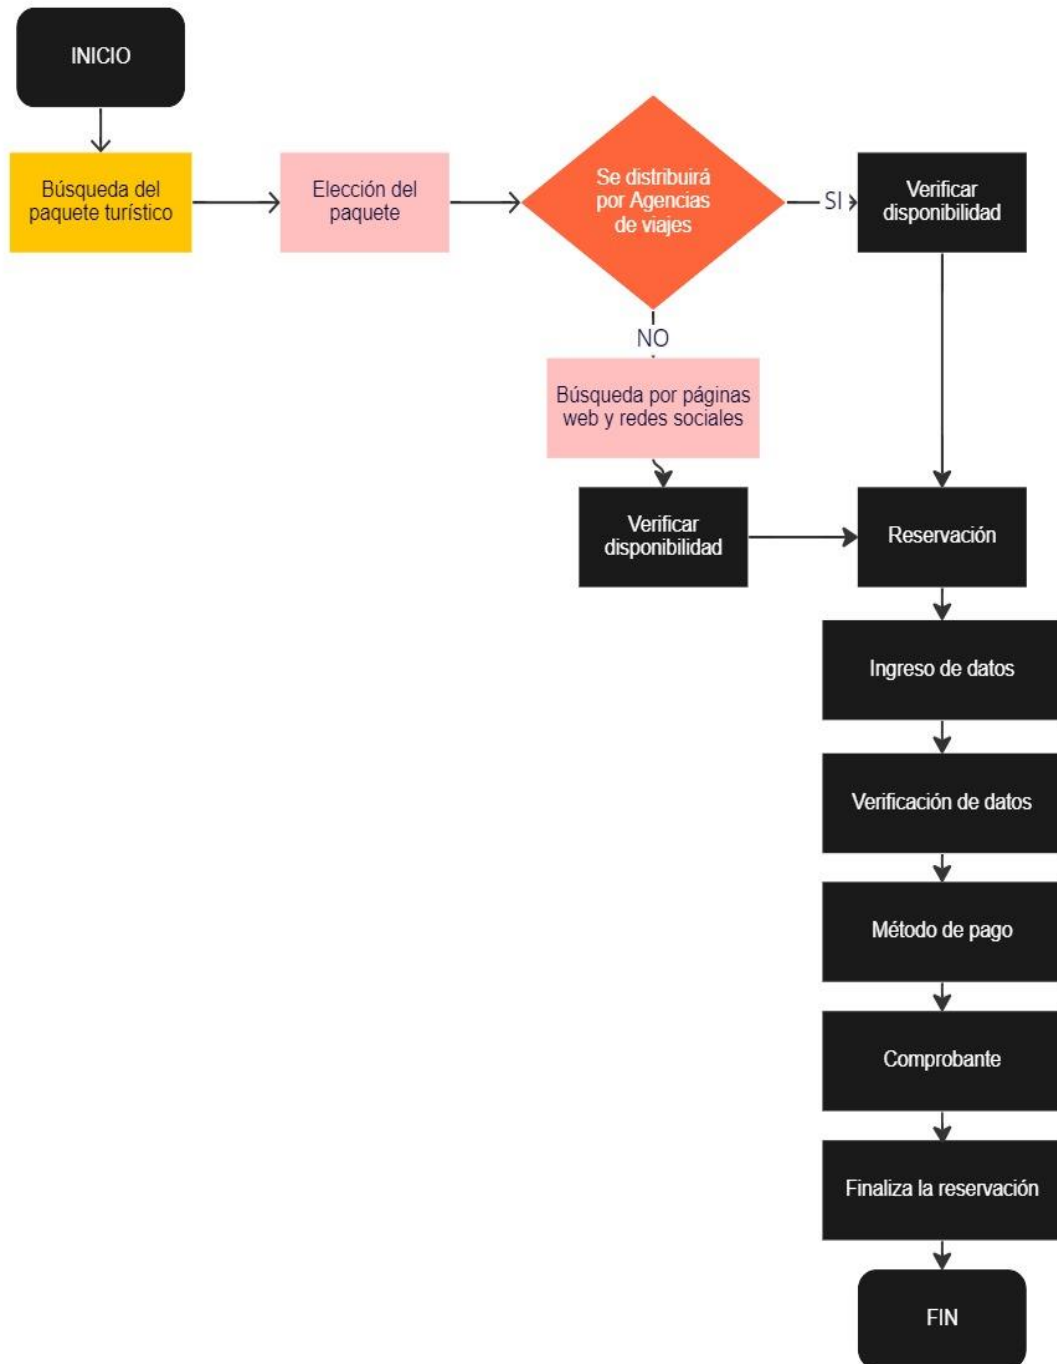 INICIO
Búsqueda del
paquete turístico
Elección del
paquete
Se distribuirá
por Agencias
de viajes
SI
Verificar
disponibilidad
NO
Búsqueda por páginas
web y redes sociales
Verificar
disponibilidad
Reservación
Ingreso de datos
Verificación de datos
Método de pago
Comprobante
Finaliza la reservación
FIN